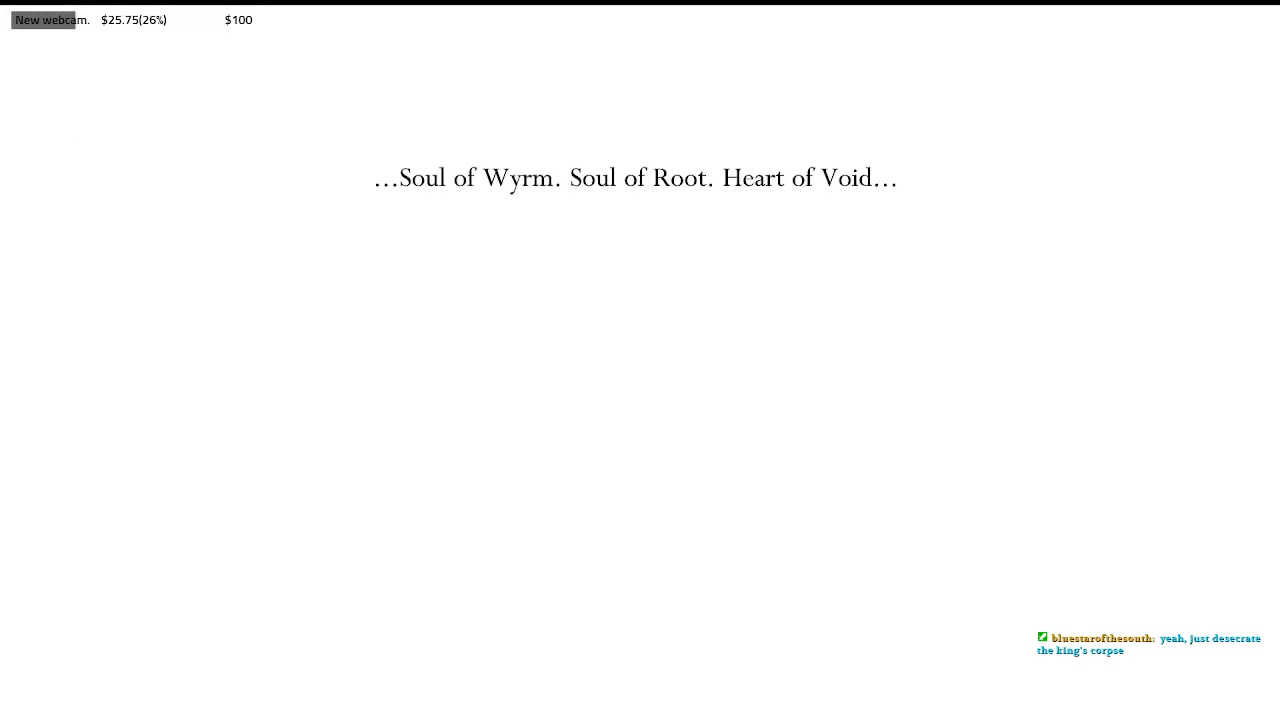 New webcam. $25.75(26%) $100
...Soul of Wyrm. Soul of Root. Heart of Void...
bluestarofthesouth: yeah, just desecrate
the king's corpse